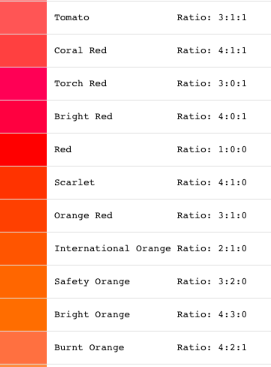 Tomato Ratio: 3:1:1
Coral Red Ratio: 4:1:1
Torch Red Ratio: 3:0:1
Bright Red Ratio: 4:0:1
Red Ratio: 1:0:0
Scarlet Ratio: 4:1:0
Orange Red Ratio: 3:1:0
International Orange Ratio: 2:1:0
Safety Orange Ratio: 3:2:0
Bright Orange Ratio: 4:3:0
Burnt Orange Ratio: 4:2:1